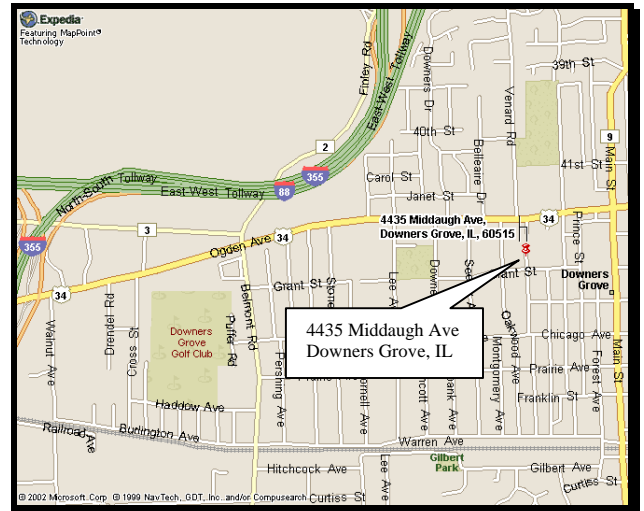 Expedia
Featuring MapPoint®
Technology
Finley Rd
East-West Tollway
Downers Dr
Venard Rd
39th St
40th St
2
9
Main St
355
88
East West Tollway
North-South Tollway
Carol St
Belleaire Dr
41st St
Janet St
4435 Middaugh Ave,
Downers Grove, IL, 60515
34
Prince St
3
Ogden Ave
34
355
34
Grant St
Lee
Downers
Grove
4435 Middaugh Ave
Downers Grove, IL
Walnut Ave
Drendel Rd
Cross St
Downers
Grove
Golf Club
Puffer Rd
Belmont Rd
Pershing Ave
Montgomery Ave
Oakwood Ave
Chicago Ave
Prairie Ave
Forest Ave
Main St
Franklin St
Haddow Ave
Railroad Ave
Burlington Ave
Warren Ave
Gilbert
Park
Hitchcock Ave
Lee Ave
Gilbert Ave
Curtiss St
Curtiss St
© 2002 Microsoft Corp © 1999 NavTech, GDT, Inc. and/or Compusearch